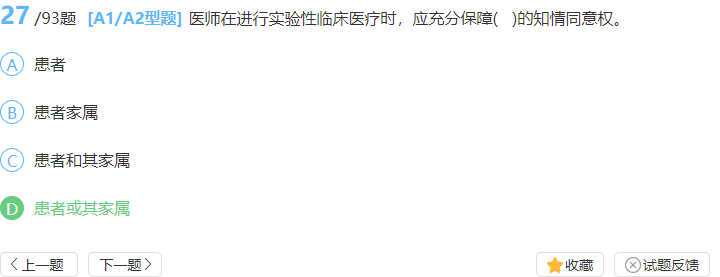 27/93题 [A1/A2型题] 医师在进行实验性临床医疗时，应充分保障( )的知情同意权。
A 患者
B 患者家属
C 患者和其家属
D 患者或其家属
上一题 下一题 收藏 试题反馈